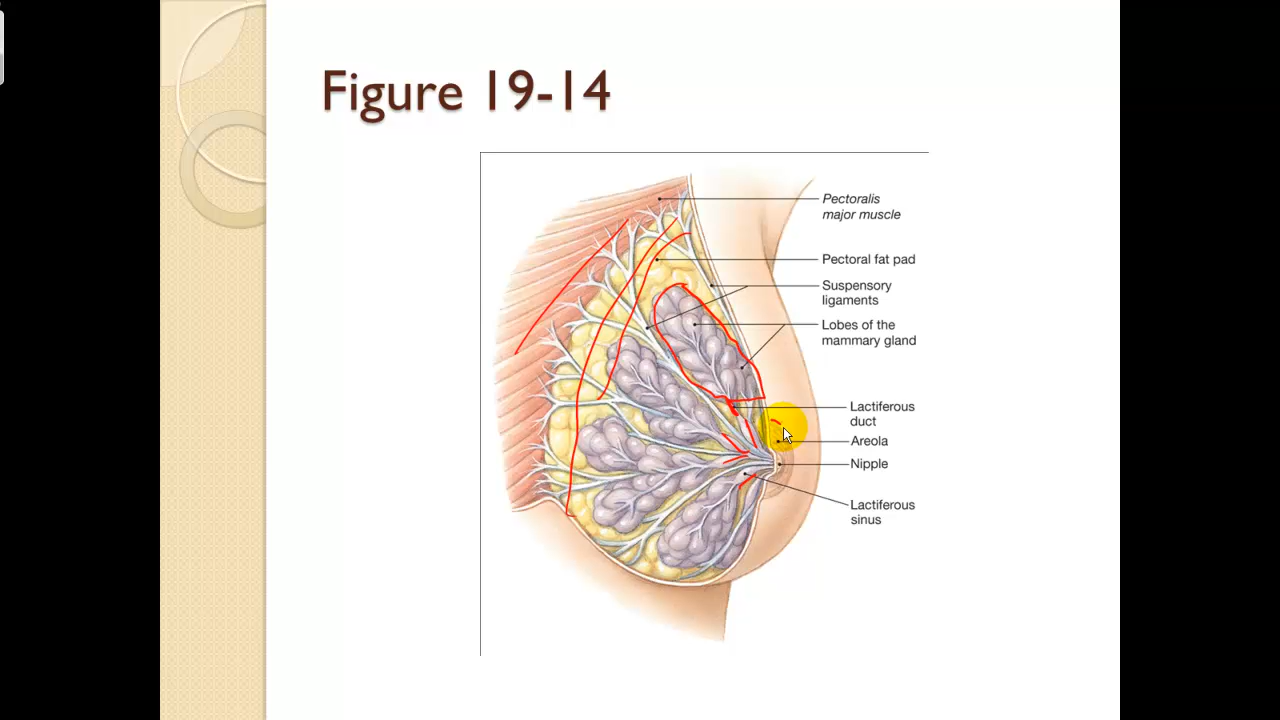 Figure 19-14
Pectoralis
major muscle
Pectoral fat pad
Suspensory
ligaments
Lobes of the
mammary gland
Lactiferous
duct
Areola
Nipple
Lactiferous
sinus